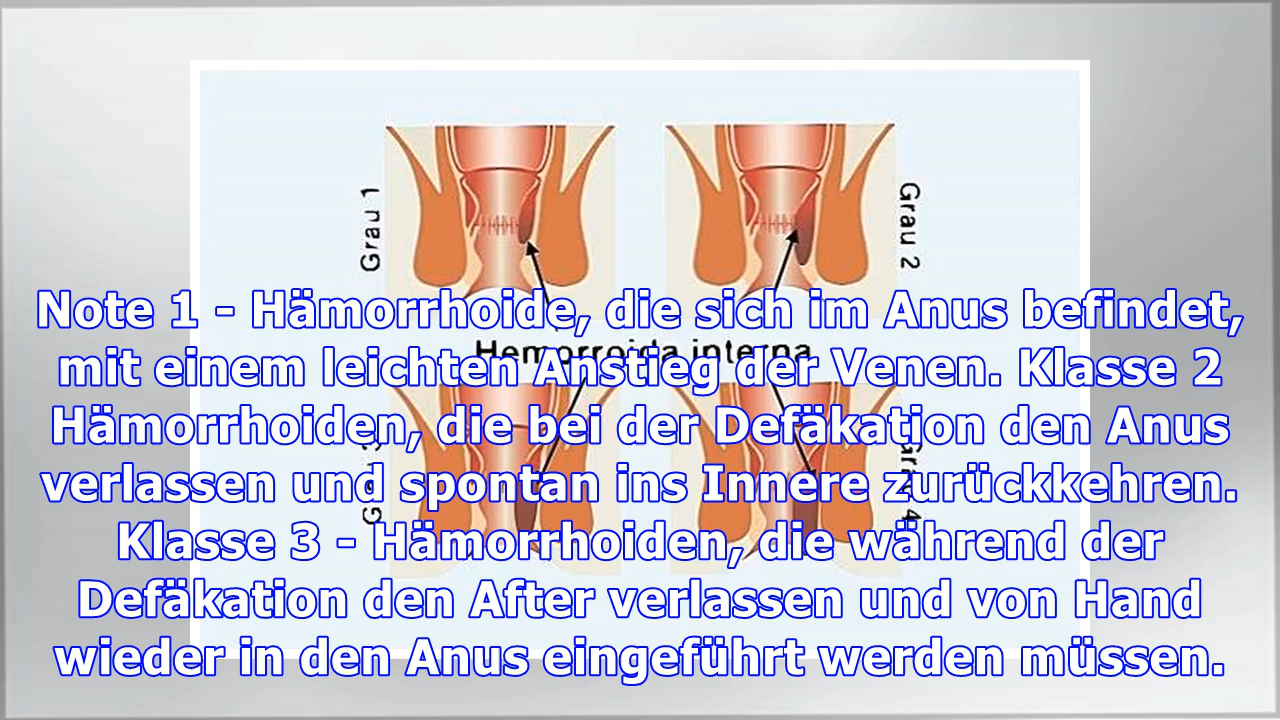 Grau 1
Grau 2
Note 1 - Hämorrhoide, die sich im Anus befindet,
Hemorroida interna
mit einem leichten Anstieg der Venen. Klasse 2
Hämorrhoiden, die bei der Defäkation den Anus
verlassen und spontan ins Innere zurückkehren.
Klasse 3 - Hämorrhoiden, die während der
Defäkation den After verlassen und von Hand
wieder in den Anus eingeführt werden müssen.